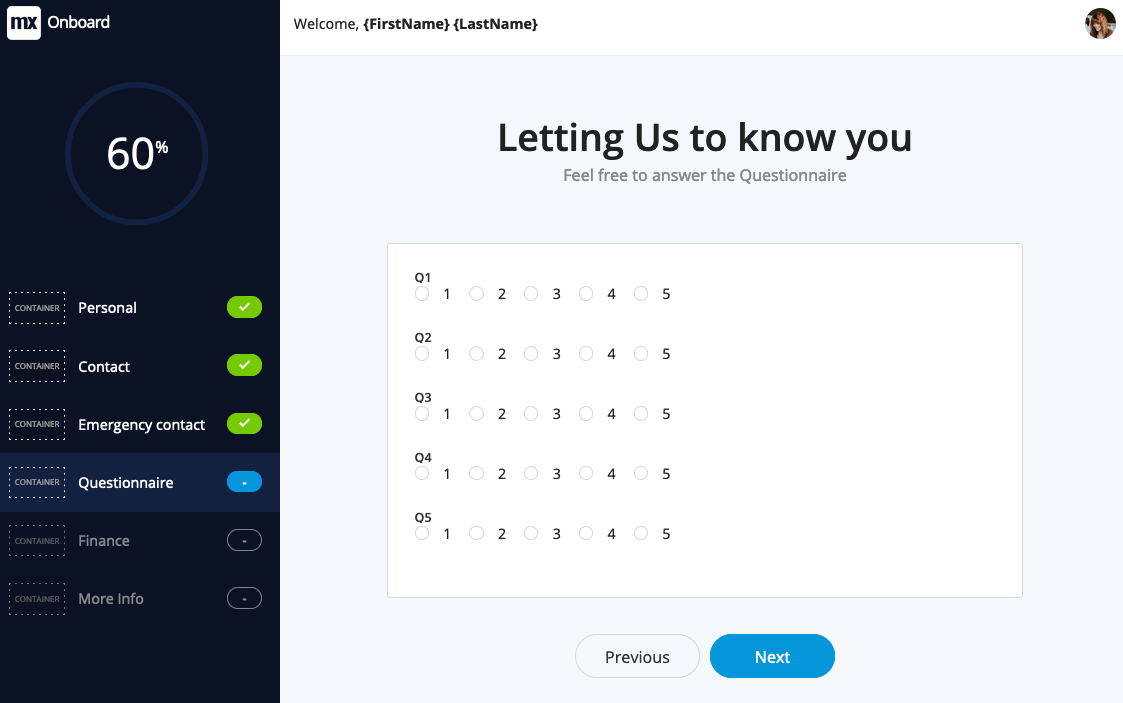 mx Onboard
Welcome, {FirstName} {LastName}
60%
CONTAINER Personal
CONTAINER Contact
CONTAINER Emergency contact
CONTAINER Questionnaire -
CONTAINER Finance -
CONTAINER More Info -
Letting Us to know you
Feel free to answer the Questionnaire
Q1
1 2 3 4 5
Q2
1 2 3 4 5
Q3
1 2 3 4 5
Q4
1 2 3 4 5
Q5
1 2 3 4 5
Previous Next